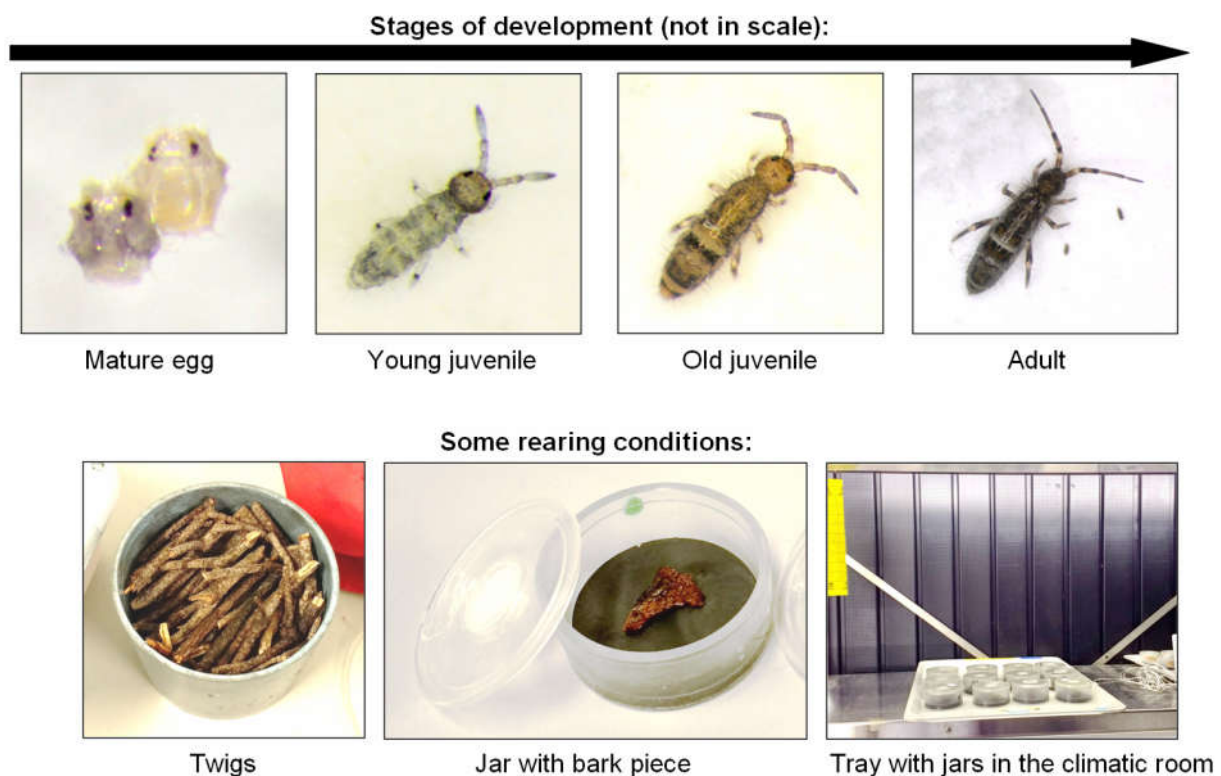 Stages of development (not in scale):
Mature egg
Young juvenile
Old juvenile
Adult
Some rearing conditions:
Twigs
Jar with bark piece
Tray with jars in the climatic room